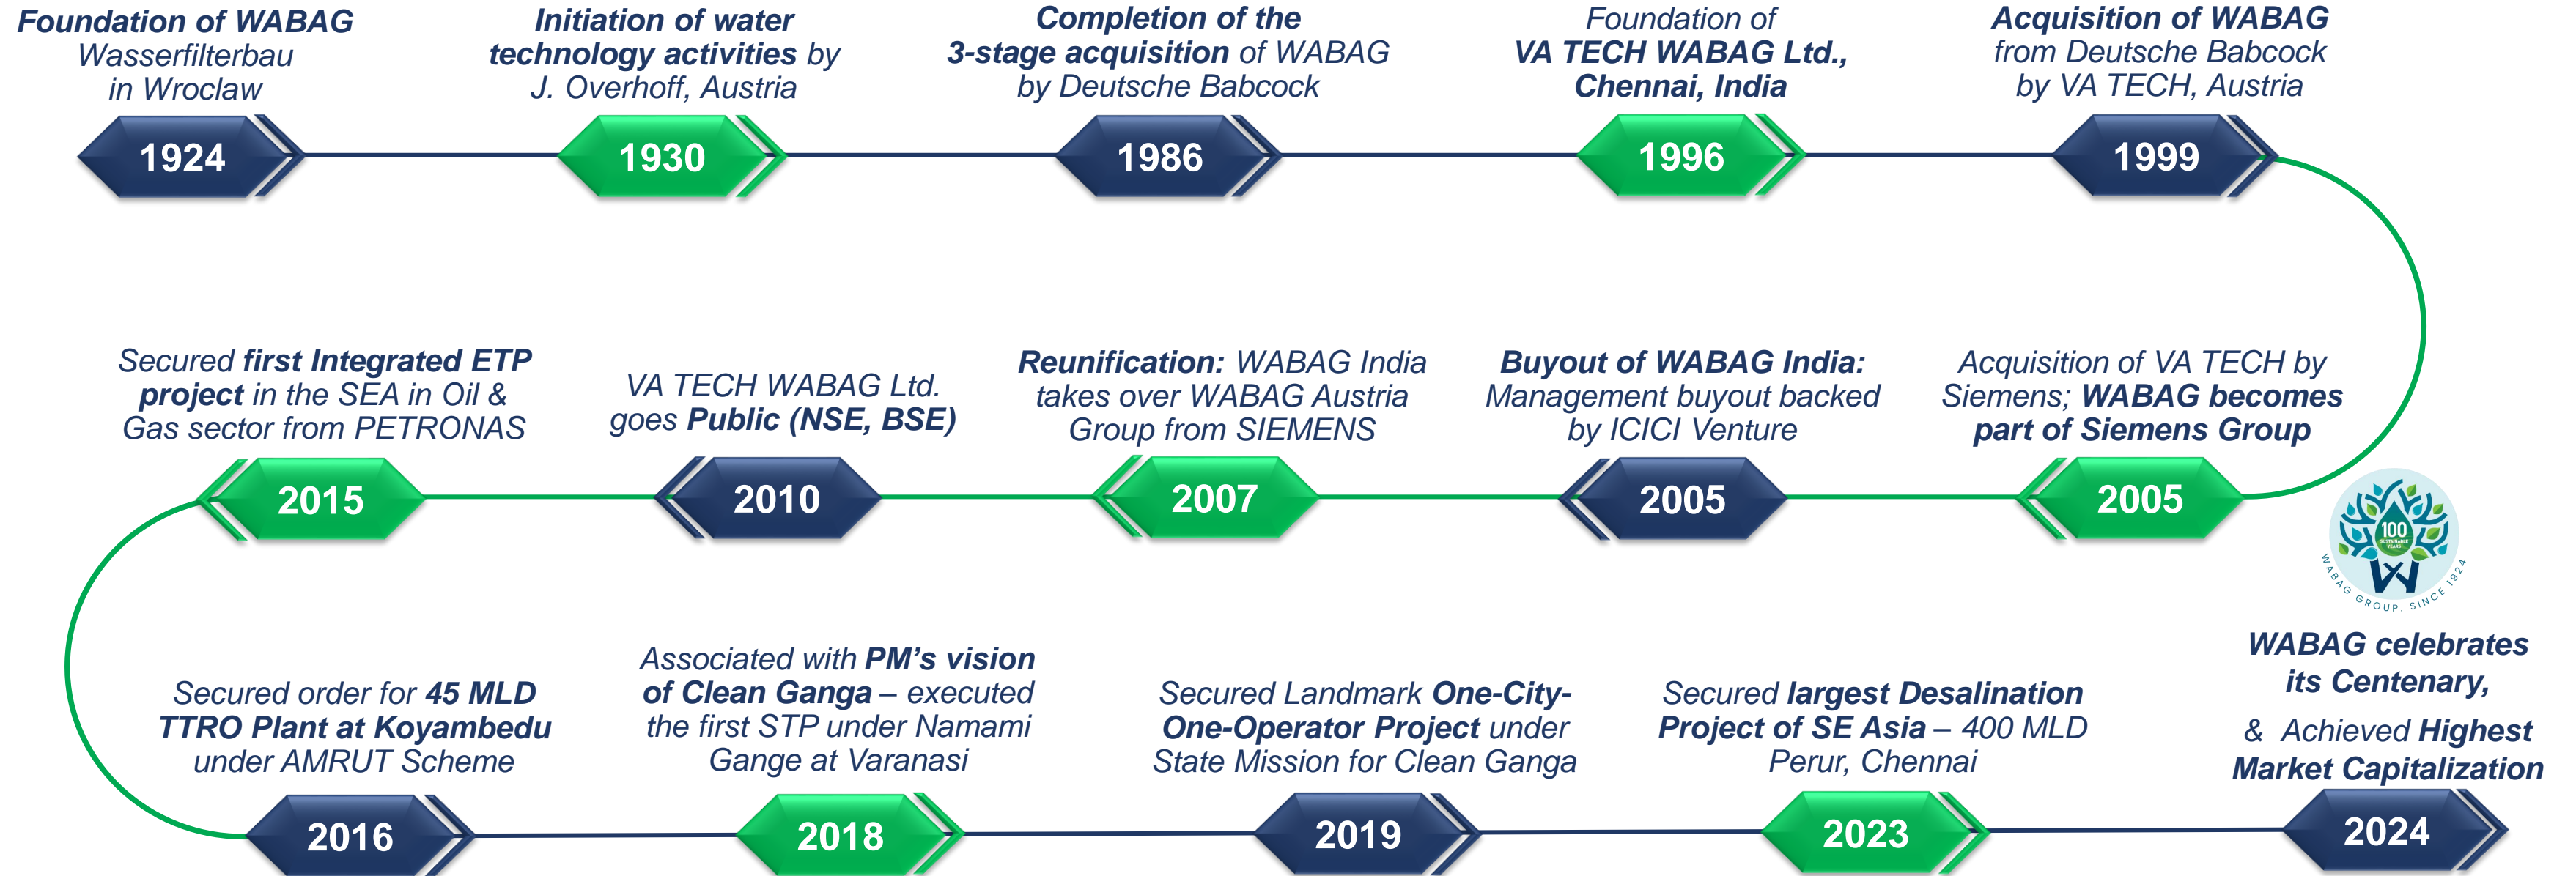 Foundation of WABAG
Wasserfilterbau
in Wroclaw
1924
Initiation of water
technology activities by
J. Overhoff, Austria
1930
Completion of the
3-stage acquisition of WABAG
by Deutsche Babcock
1986
Foundation of
VA TECH WABAG Ltd.,
Chennai, India
1996
Acquisition of WABAG
from Deutsche Babcock
by VA TECH, Austria
1999
Acquisition of VA TECH by
Siemens; WABAG becomes
part of Siemens Group
2005
Buyout of WABAG India:
Management buyout backed
by ICICI Venture
2005
Reunification: WABAG India
takes over WABAG Austria
Group from SIEMENS
2007
VA TECH WABAG Ltd.
goes Public (NSE, BSE)
2010
Secured first Integrated ETP
project in the SEA in Oil &
Gas sector from PETRONAS
2015
Secured order for 45 MLD
TTRO Plant at Koyambedu
under AMRUT Scheme
2016
Associated with PM’s vision
of Clean Ganga – executed
the first STP under Namami
Gange at Varanasi
2018
Secured Landmark One-City-
One-Operator Project under
State Mission for Clean Ganga
2019
Secured largest Desalination
Project of SE Asia – 400 MLD
Perur, Chennai
2023
100
SUSTAINABLE
YEARS
WABAG GROUP. SINCE 1924
WABAG celebrates
its Centenary,
& Achieved Highest
Market Capitalization
2024